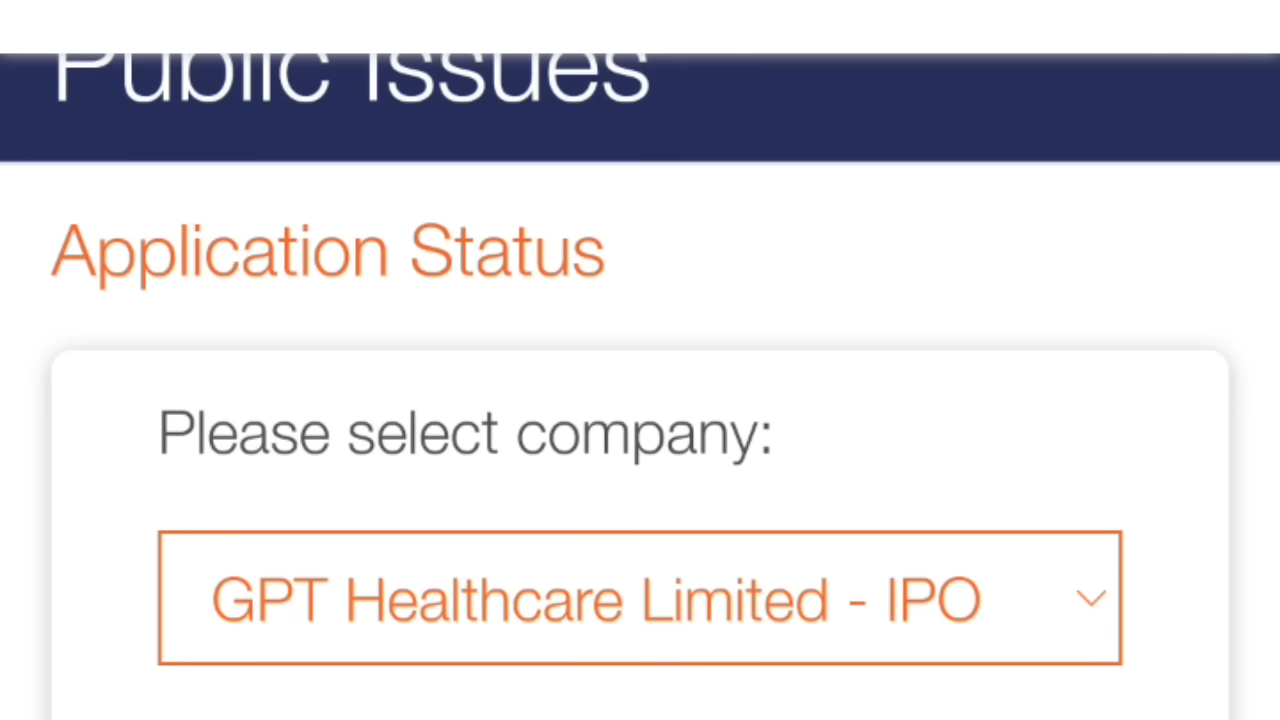 Public Issues
Application Status
Please select company:
GPT Healthcare Limited - IPO